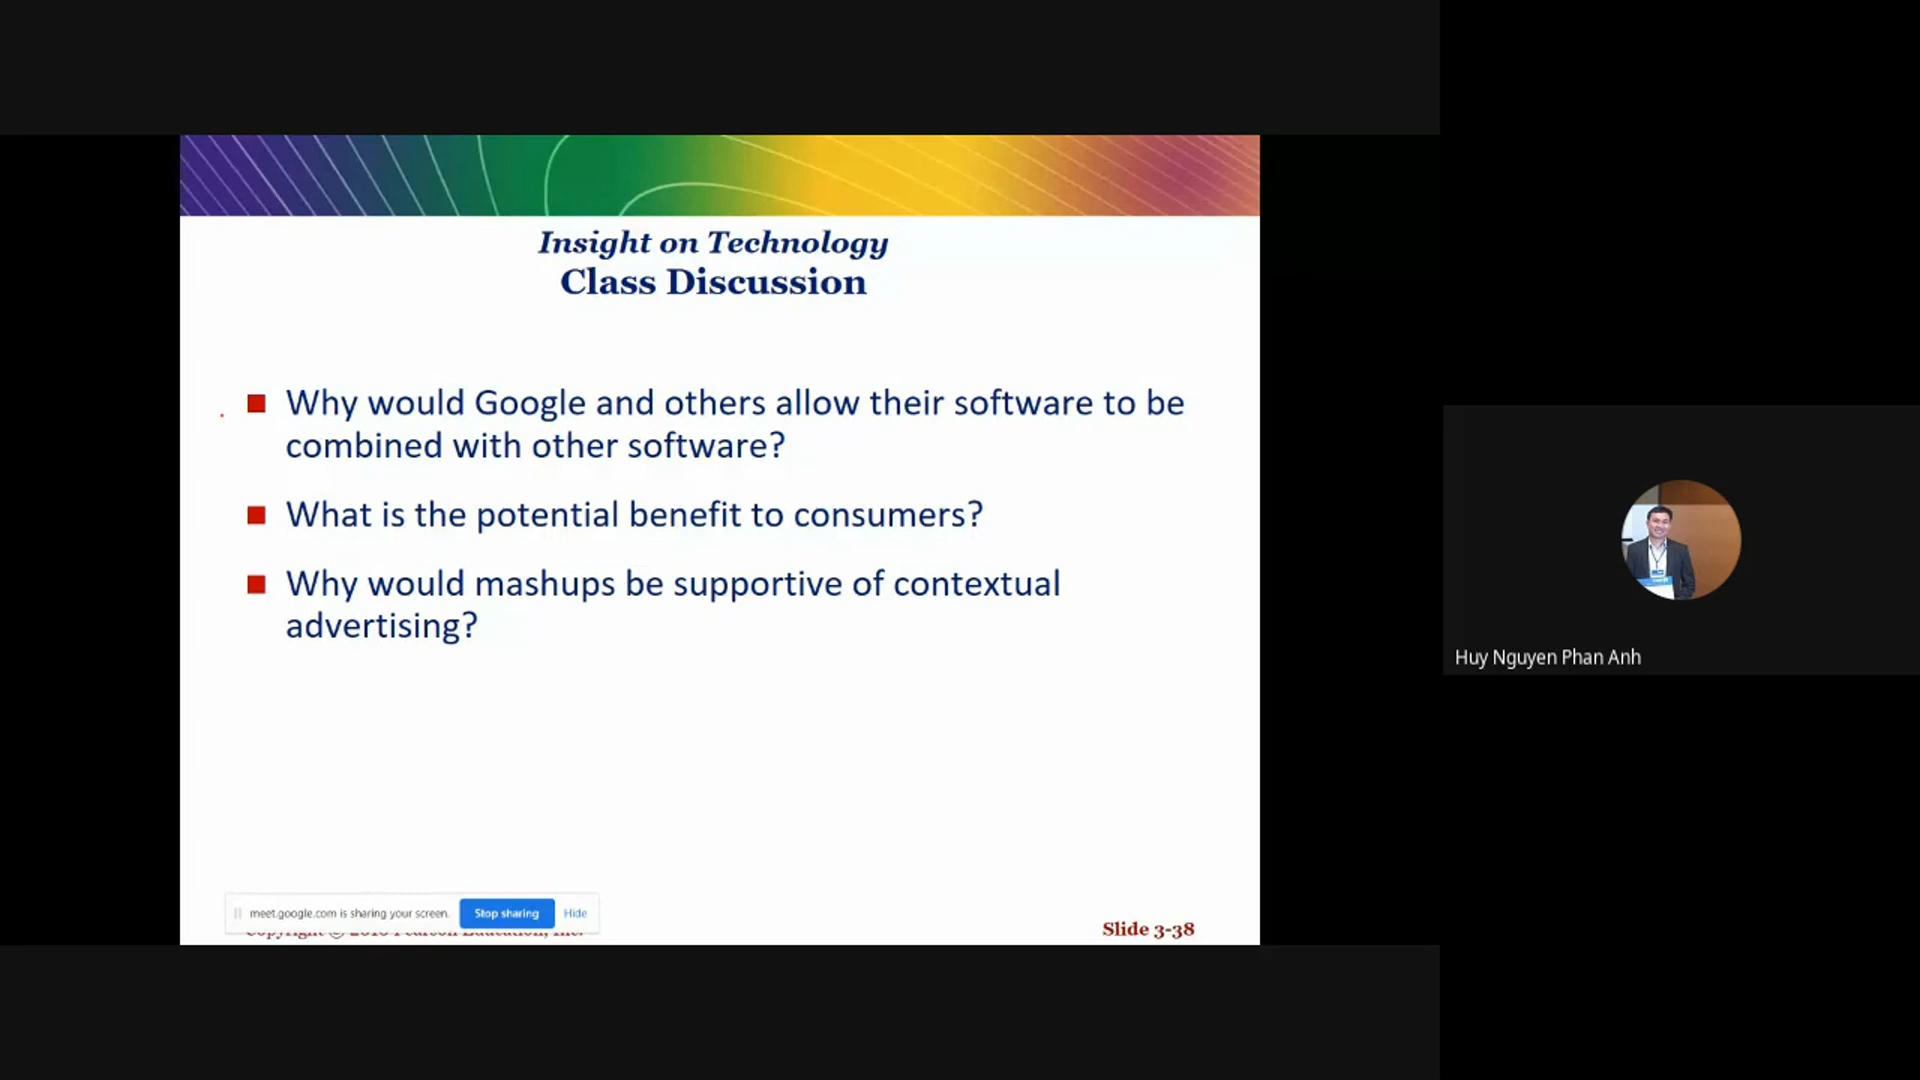 Insight on Technology
Class Discussion
Why would Google and others allow their software to be
combined with other software?
What is the potential benefit to consumers?
Why would mashups be supportive of contextual
advertising?
meet.google.com is sharing your screen.
Stop sharing
Hide
Slide 3-38
Huy Nguyen Phan Anh